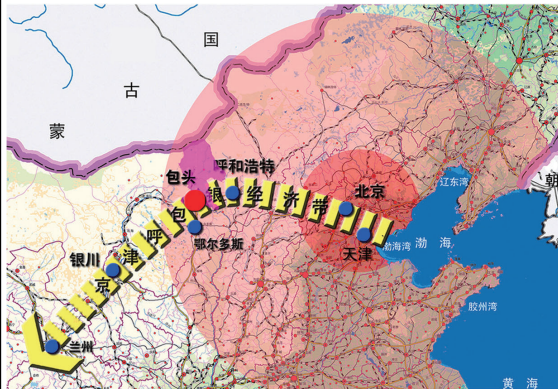 国
古
蒙
朝
呼和浩特
包头
北京
辽东湾
京津呼包银经济带
鄂尔多斯
天津
渤海湾
渤海
银川
胶州湾
兰州
黄海